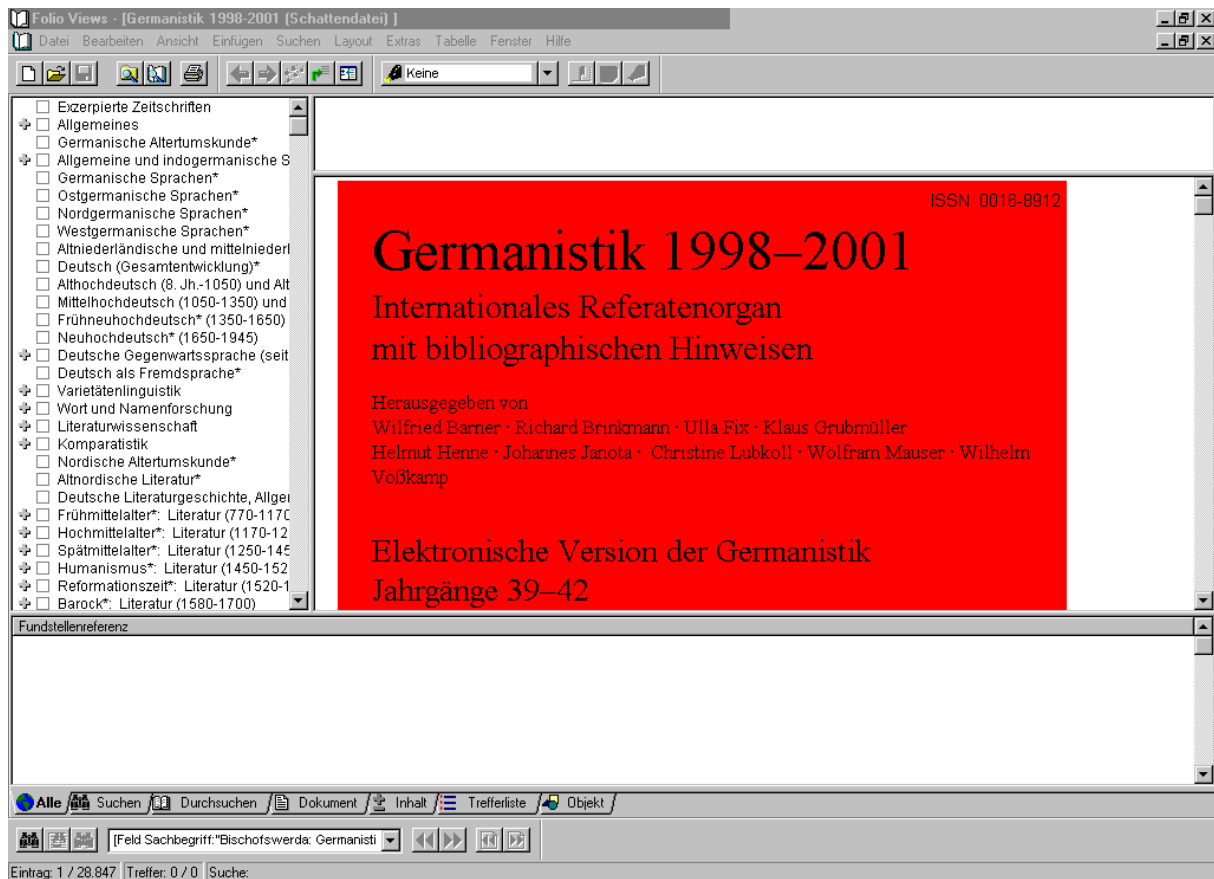 Folio Views - [Germanistik 1998-2001 (Schattendatei) ]
Datei Bearbeiten Ansicht Einfügen Suchen Layout Extras Tabelle Fenster Hilfe
Keine
Exzerpierte Zeitschriften
Allgemeines
Germanische Altertumskunde*
Allgemeine und indogermanische S
Germanische Sprachen*
Ostgermanische Sprachen*
Nordgermanische Sprachen*
Westgermanische Sprachen*
Altniederländische und mittelniederl
Deutsch (Gesamtentwicklung)*
Althochdeutsch (8. Jh.-1050) und Alt
Mittelhochdeutsch (1050-1350) und
Frühneuhochdeutsch* (1350-1650)
Neuhochdeutsch* (1650-1945)
Deutsche Gegenwartssprache (seit
Deutsch als Fremdsprache*
Varietätenlinguistik
Wort und Namenforschung
Literaturwissenschaft
Komparatistik
Nordische Altertumskunde*
Altnordische Literatur*
Deutsche Literaturgeschichte, Allger
Frühmittelalter*: Literatur (770-1170
Hochmittelalter*: Literatur (1170-12
Spätmittelalter*: Literatur (1250-145
Humanismus*: Literatur (1450-152
Reformationszeit*: Literatur (1520-1
Barock*: Literatur (1580-1700)
ISSN 0016-8912
Germanistik 1998–2001
Internationales Referatenorgan
mit bibliographischen Hinweisen
Herausgegeben von
Wilfried Barner · Richard Brinkmann · Ulla Fix · Klaus Grubmüller
Helmut Henne · Johannes Janota · Christine Lubkoll · Wolfram Mauser · Wilhelm
Voßkamp
Elektronische Version der Germanistik
Jahrgänge 39–42
Fundstellenreferenz
Alle Suchen Durchsuchen Dokument Inhalt Trefferliste Objekt
[Feld Sachbegriff:"Bischofswerda: Germanisti
Eintrag: 1 / 28.847 Treffer: 0 / 0 Suche: